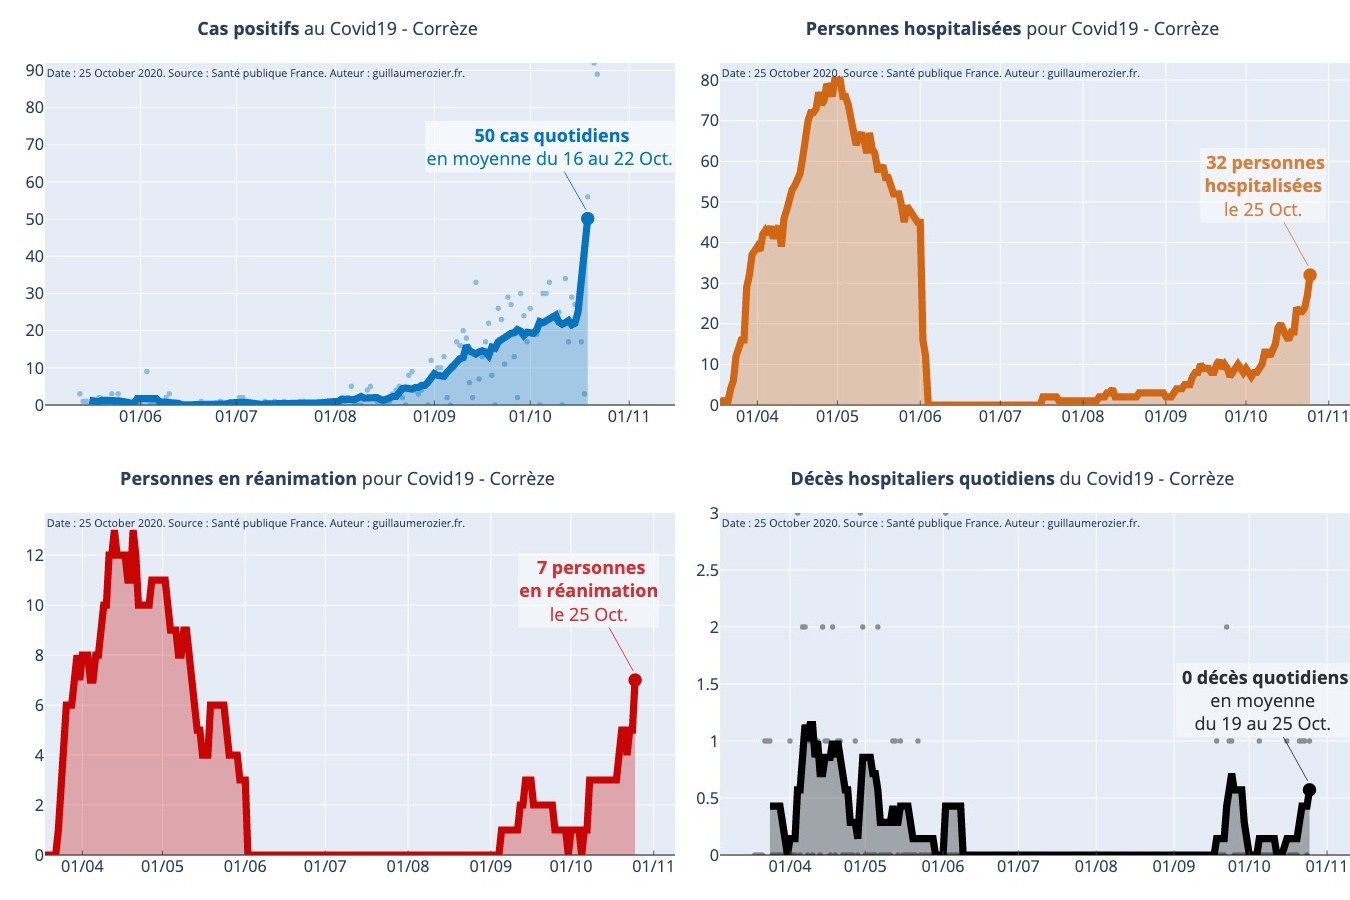 Cas positifs au Covid19 - Corrèze
Date : 25 October 2020. Source : Santé publique France. Auteur : guillaumerozier.fr.
90
80
70
60
50
40
30
20
10
0
50 cas quotidiens
en moyenne du 16 au 22 Oct.
01/06 01/07 01/08 01/09 01/10 01/11
Personnes hospitalisées pour Covid19 - Corrèze
Date : 25 October 2020. Source : Santé publique France. Auteur : guillaumerozier.fr.
80
70
60
50
40
30
20
10
0
32 personnes
hospitalisées
le 25 Oct.
01/04 01/05 01/06 01/07 01/08 01/09 01/10 01/11
Personnes en réanimation pour Covid19 - Corrèze
Date : 25 October 2020. Source : Santé publique France. Auteur : guillaumerozier.fr.
12
10
8
6
4
2
0
7 personnes
en réanimation
le 25 Oct.
01/04 01/05 01/06 01/07 01/08 01/09 01/10 01/11
Décès hospitaliers quotidiens du Covid19 - Corrèze
Date : 25 October 2020. Source : Santé publique France. Auteur : guillaumerozier.fr.
3
2.5
2
1.5
1
0.5
0
0 décès quotidiens
en moyenne
du 19 au 25 Oct.
01/04 01/05 01/06 01/07 01/08 01/09 01/10 01/11